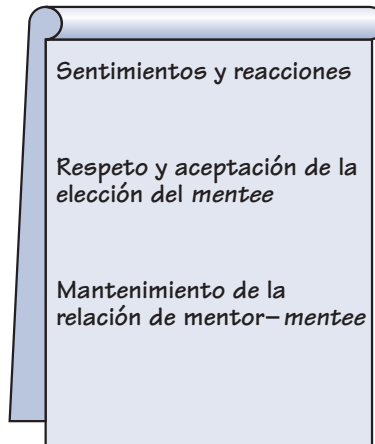 Sentimientos y reacciones
Respeto y aceptación de la
elección del mentee
Mantenimiento de la
relación de mentor–mentee